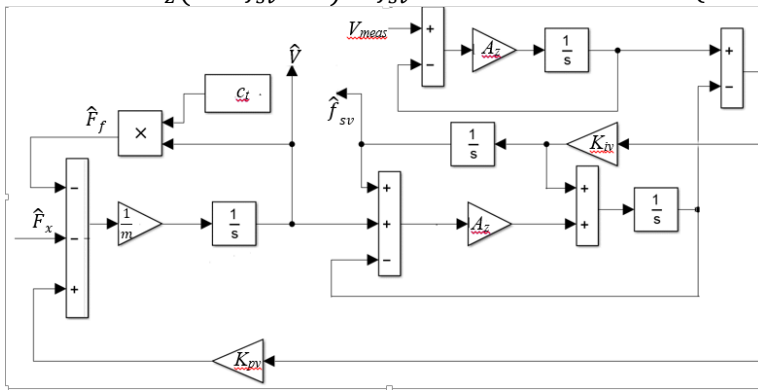 V_meas
+
−
A_z
1/s
+
−
V̂
c_t
F̂_f
×
f̂_sv
1/s
K_iv
−
F̂_x
−
+
1/m
1/s
+
+
−
A_z
+
+
1/s
K_pv